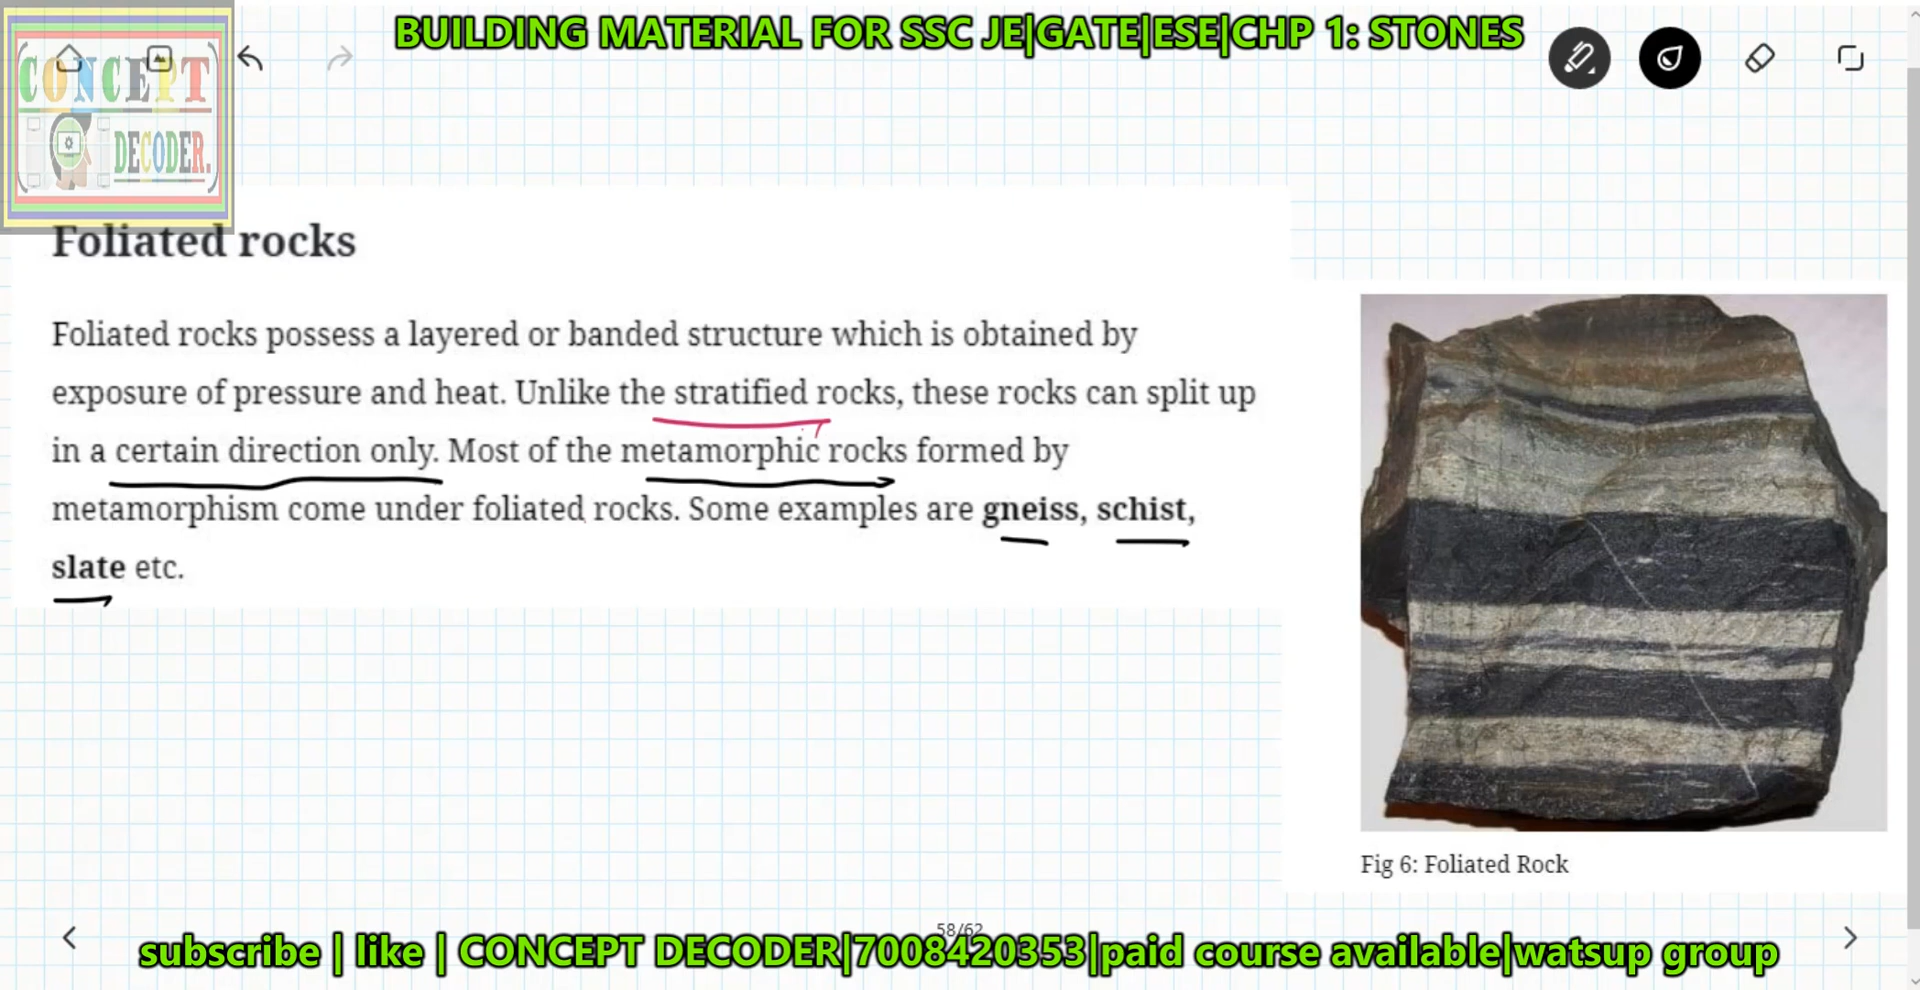 BUILDING MATERIAL FOR SSC JE|GATE|ESE|CHP 1: STONES
CONCEPT
DECODER.
Foliated rocks
Foliated rocks possess a layered or banded structure which is obtained by
exposure of pressure and heat. Unlike the stratified rocks, these rocks can split up
in a certain direction only. Most of the metamorphic rocks formed by
metamorphism come under foliated rocks. Some examples are gneiss, schist,
slate etc.
Fig 6: Foliated Rock
58/62
subscribe | like | CONCEPT DECODER|7008420353|paid course available|watsup group